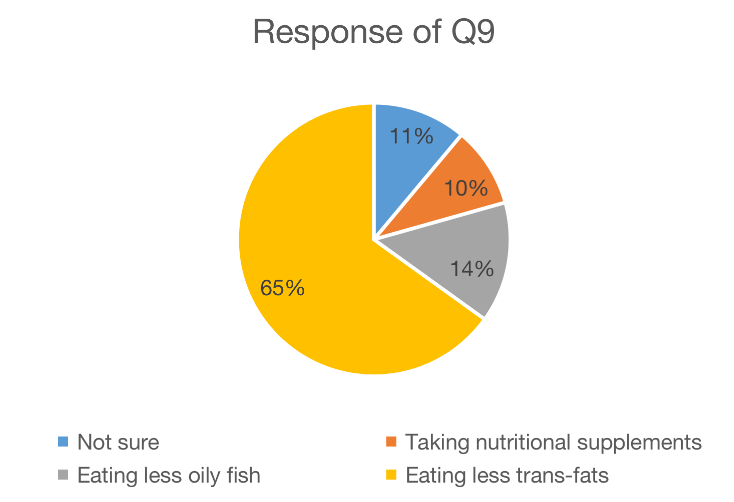 Response of Q9
11%
10%
14%
65%
Not sure
Taking nutritional supplements
Eating less oily fish
Eating less trans-fats